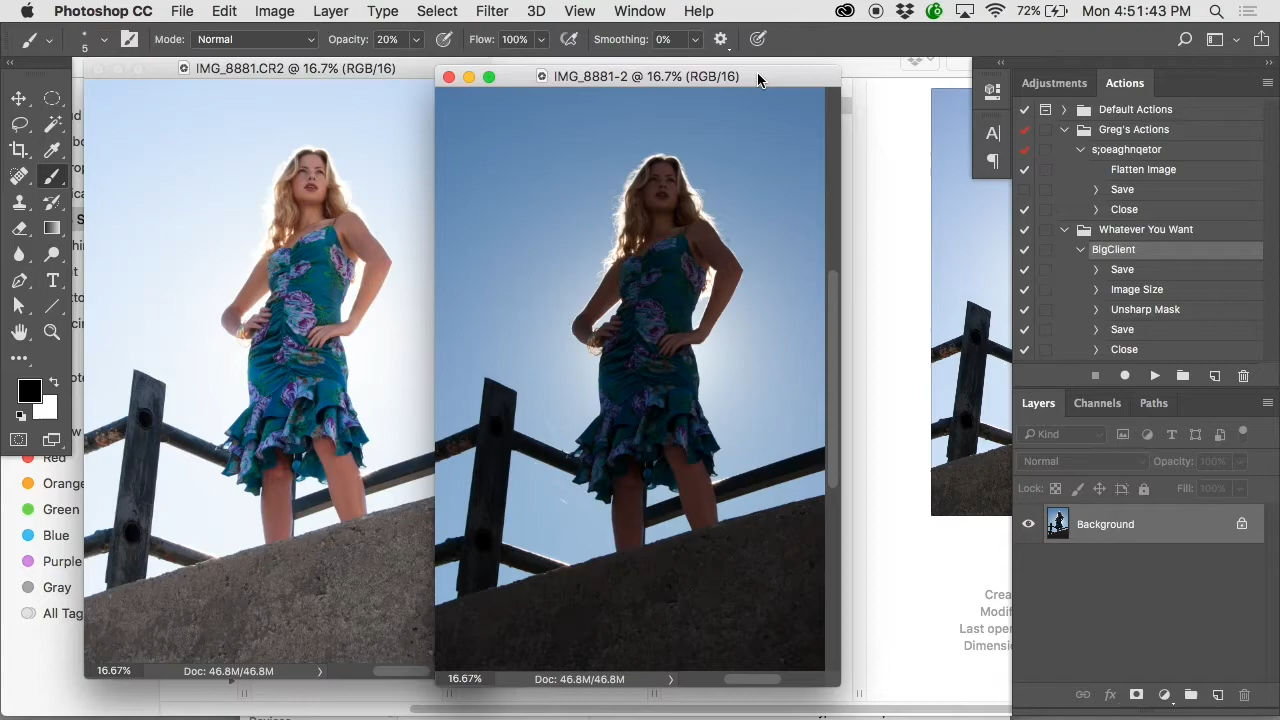 Photoshop CC File Edit Image Layer Type Select Filter 3D View Window Help 72% Mon 4:51:43 PM
5 Mode: Normal Opacity: 20% Flow: 100% Smoothing: 0%
IMG_8881.CR2 @ 16.7% (RGB/16)
IMG_8881-2 @ 16.7% (RGB/16)
Adjustments Actions
Default Actions
Greg's Actions
s;oeaghnqetor
Flatten Image
Save
Close
Whatever You Want
BigClient
Save
Image Size
Unsharp Mask
Save
Close
Layers Channels Paths
Kind
Normal Opacity: 100%
Lock: Fill: 100%
Background
Red
Orange
Green
Blue
Purple
Gray
All Tag
Crea
Modif
Last oper
Dimensi
16.67% Doc: 46.8M/46.8M
16.67% Doc: 46.8M/46.8M